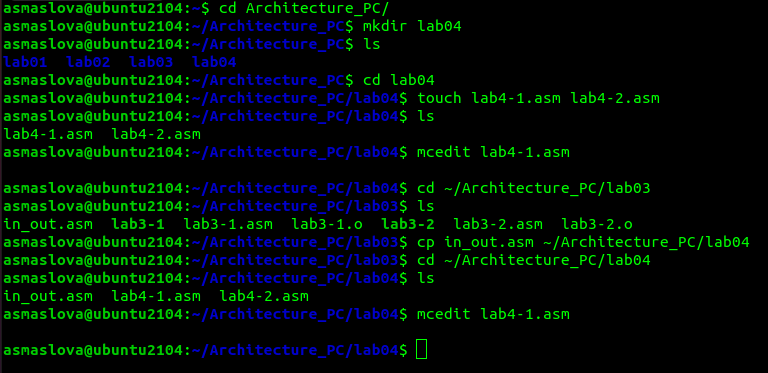 asmaslova@ubuntu2104:~$ cd Architecture_PC/
asmaslova@ubuntu2104:~/Architecture_PC$ mkdir lab04
asmaslova@ubuntu2104:~/Architecture_PC$ ls
lab01  lab02  lab03  lab04
asmaslova@ubuntu2104:~/Architecture_PC$ cd lab04
asmaslova@ubuntu2104:~/Architecture_PC/lab04$ touch lab4-1.asm lab4-2.asm
asmaslova@ubuntu2104:~/Architecture_PC/lab04$ ls
lab4-1.asm  lab4-2.asm
asmaslova@ubuntu2104:~/Architecture_PC/lab04$ mcedit lab4-1.asm
asmaslova@ubuntu2104:~/Architecture_PC/lab04$ cd ~/Architecture_PC/lab03
asmaslova@ubuntu2104:~/Architecture_PC/lab03$ ls
in_out.asm  lab3-1  lab3-1.asm  lab3-1.o  lab3-2  lab3-2.asm  lab3-2.o
asmaslova@ubuntu2104:~/Architecture_PC/lab03$ cp in_out.asm ~/Architecture_PC/lab04
asmaslova@ubuntu2104:~/Architecture_PC/lab03$ cd ~/Architecture_PC/lab04
asmaslova@ubuntu2104:~/Architecture_PC/lab04$ ls
in_out.asm  lab4-1.asm  lab4-2.asm
asmaslova@ubuntu2104:~/Architecture_PC/lab04$ mcedit lab4-1.asm
asmaslova@ubuntu2104:~/Architecture_PC/lab04$